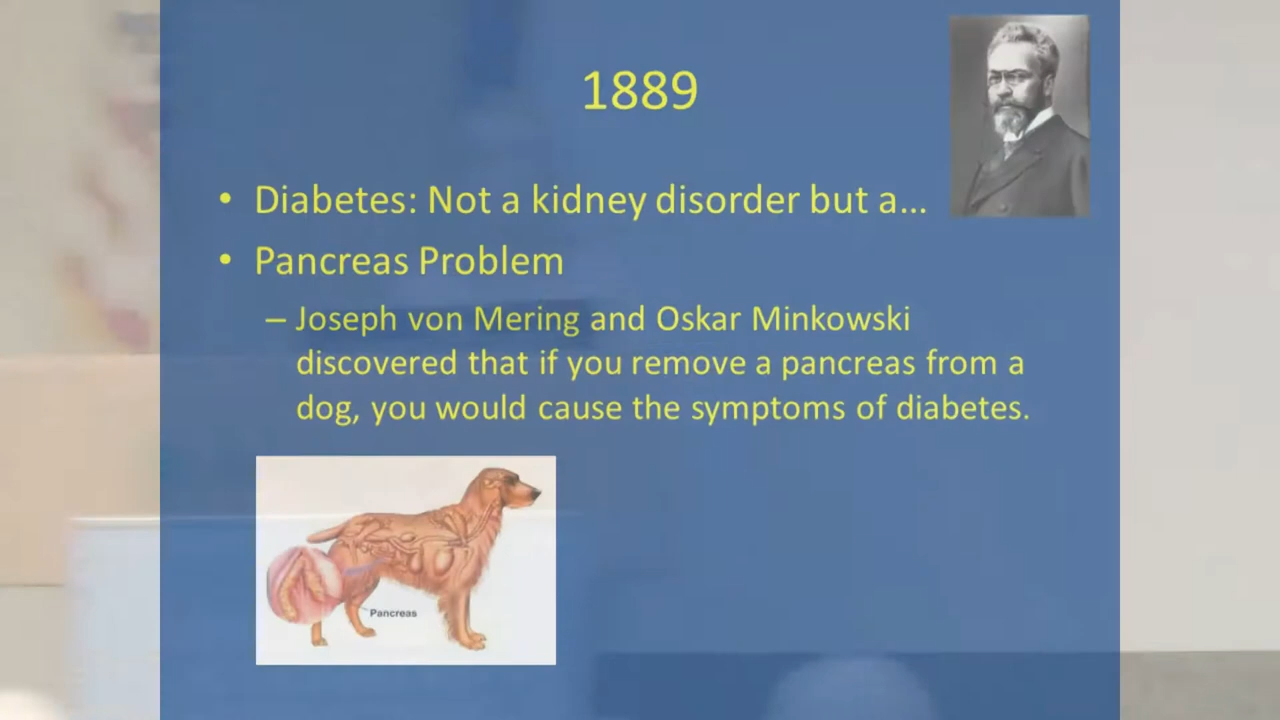 1889
• Diabetes: Not a kidney disorder but a...
• Pancreas Problem
– Joseph von Mering and Oskar Minkowski
discovered that if you remove a pancreas from a
dog, you would cause the symptoms of diabetes.
Pancreas